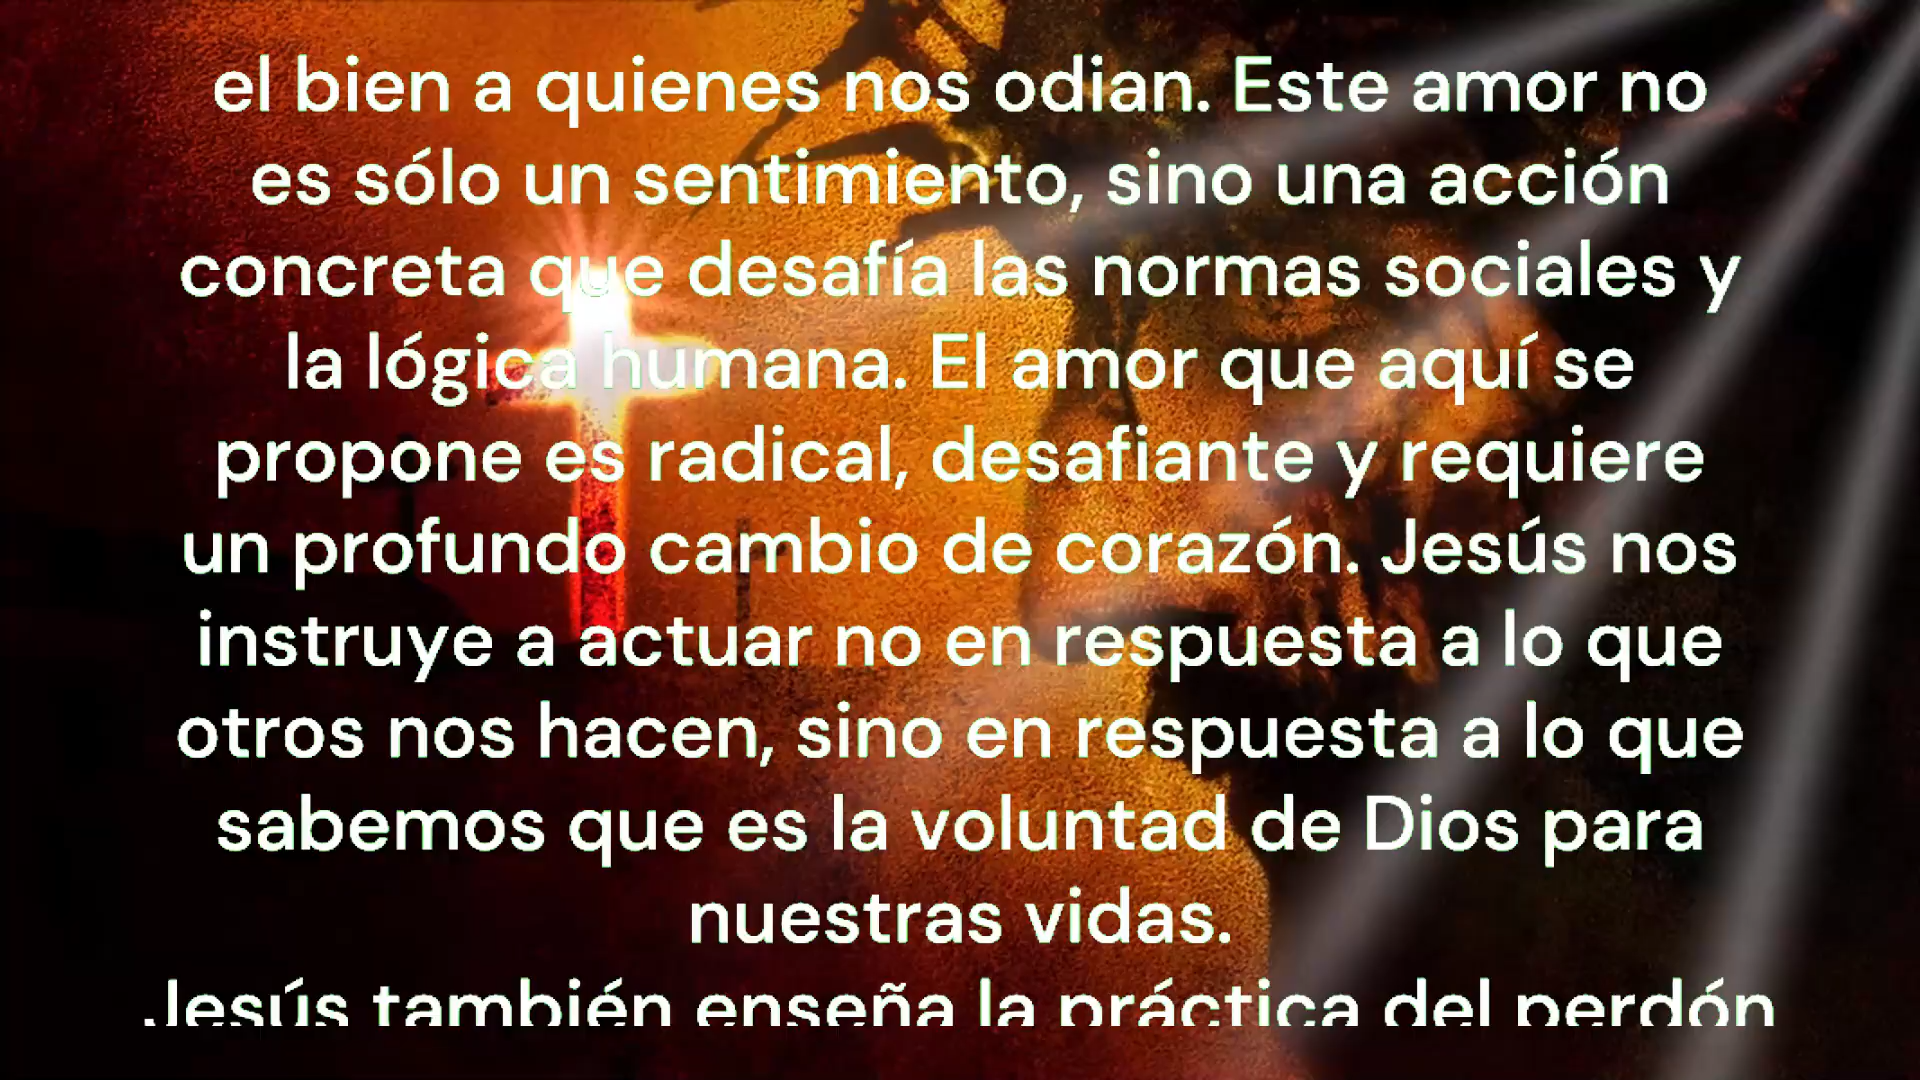 el bien a quienes nos odian. Este amor no
es sólo un sentimiento, sino una acción
concreta que desafía las normas sociales y
la lógica humana. El amor que aquí se
propone es radical, desafiante y requiere
un profundo cambio de corazón. Jesús nos
instruye a actuar no en respuesta a lo que
otros nos hacen, sino en respuesta a lo que
sabemos que es la voluntad de Dios para
nuestras vidas.
Jesús también enseña la práctica del perdón